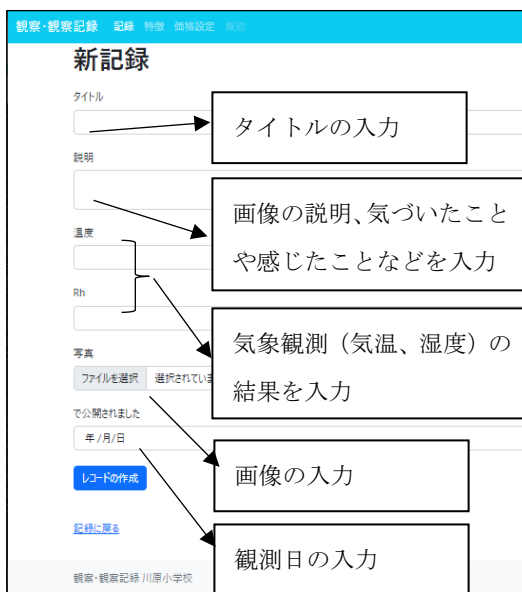 観察・観察記録 記録 特徴 価格設定 無効
新記録
タイトル
タイトルの入力
説明
画像の説明、気づいたこと
や感じたことなどを入力
温度
Rh
気象観測（気温、湿度）の
結果を入力
写真
ファイルを選択 選択されていま
で公開されました
年 /月/日
画像の入力
レコードの作成
記録に戻る
観測日の入力
観察・観察記録 川原小学校